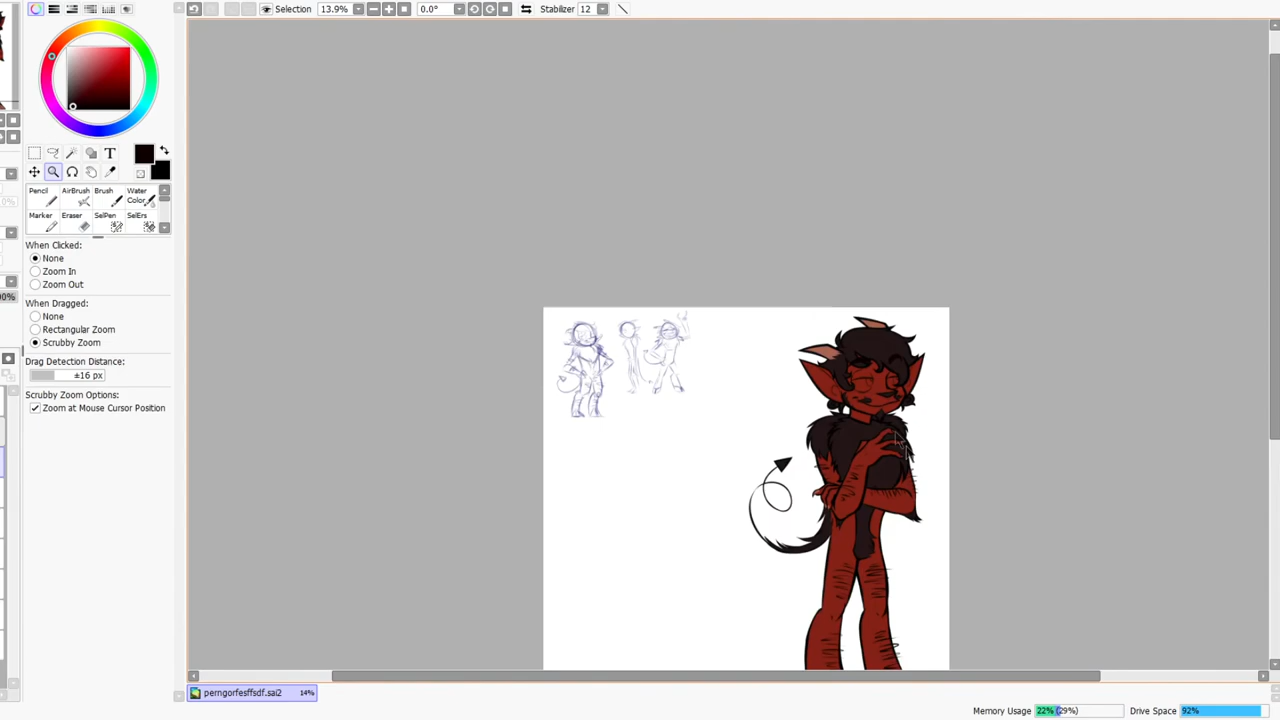 Selection 13.9% 0.0° Stabilizer 12
T
Pencil AirBrush Brush Water Color
Marker Eraser SelPen SelErs
When Clicked:
None
Zoom In
Zoom Out
When Dragged:
None
Rectangular Zoom
Scrubby Zoom
Drag Detection Distance:
±16 px
Scrubby Zoom Options:
Zoom at Mouse Cursor Position
0%
00%
perngorfesffsdf.sai2 14%
Memory Usage 22% (29%) Drive Space 92%